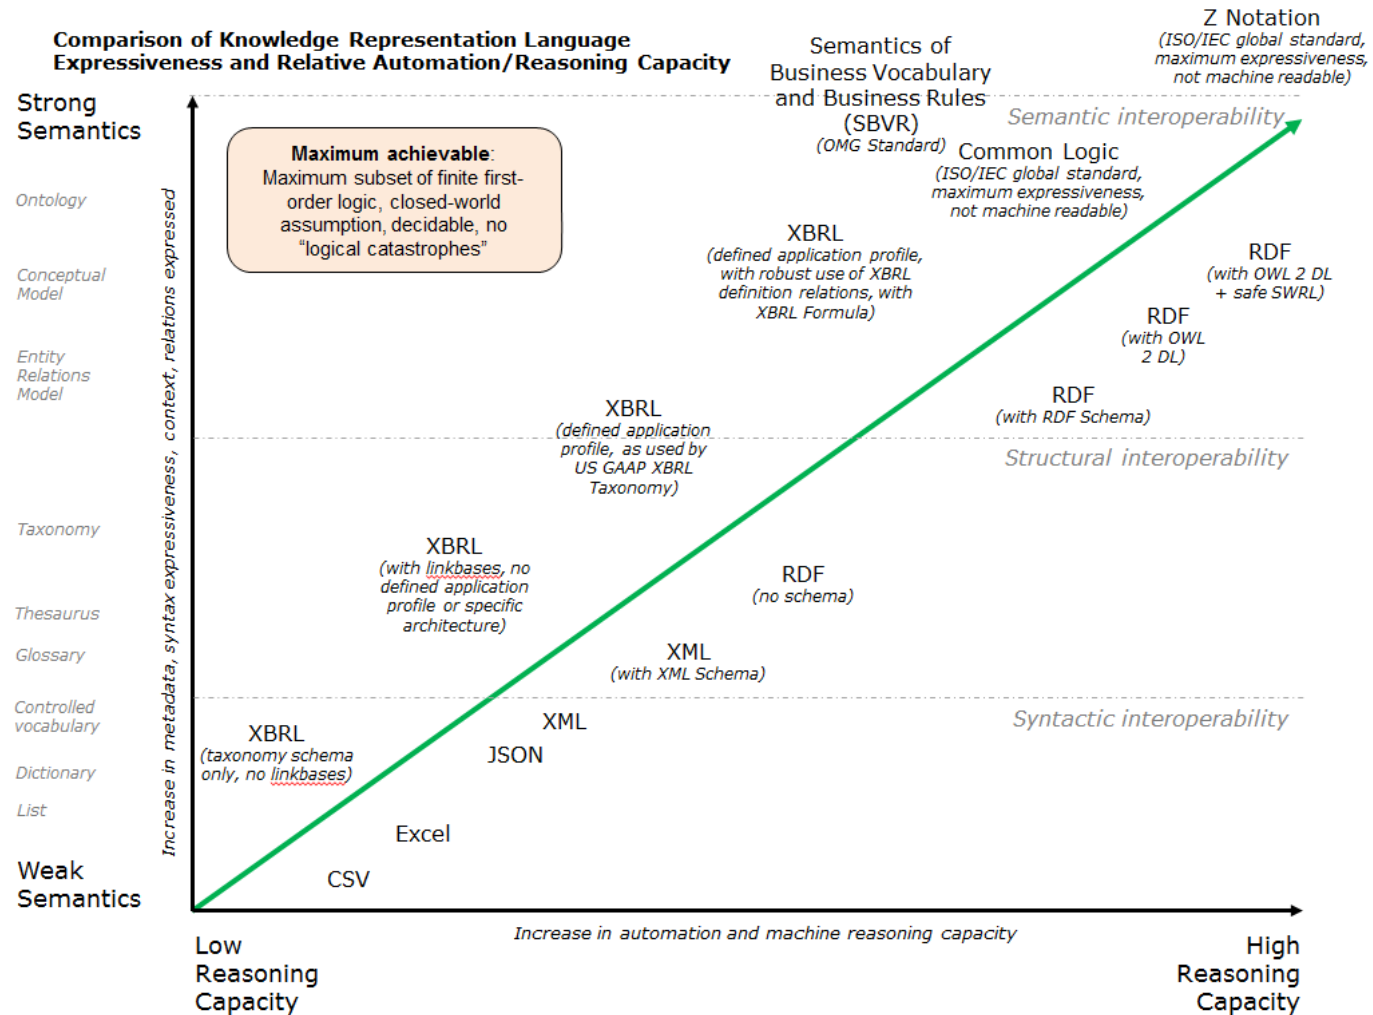 Comparison of Knowledge Representation Language
Expressiveness and Relative Automation/Reasoning Capacity
Z Notation
(ISO/IEC global standard,
maximum expressiveness,
not machine readable)
Semantics of
Business Vocabulary
and Business Rules
(SBVR)
(OMG Standard)
Strong
Semantics
Semantic interoperability
Maximum achievable:
Maximum subset of finite first-
order logic, closed-world
assumption, decidable, no
“logical catastrophes”
Common Logic
(ISO/IEC global standard,
maximum expressiveness,
not machine readable)
Ontology
XBRL
(defined application profile,
with robust use of XBRL
definition relations, with
XBRL Formula)
RDF
(with OWL 2 DL
+ safe SWRL)
Conceptual
Model
RDF
(with OWL
2 DL)
Entity
Relations
Model
RDF
(with RDF Schema)
XBRL
(defined application
profile, as used by
US GAAP XBRL
Taxonomy)
Structural interoperability
Increase in metadata, syntax expressiveness, context, relations expressed
Taxonomy
XBRL
(with linkbases, no
defined application
profile or specific
architecture)
RDF
(no schema)
Thesaurus
Glossary
XML
(with XML Schema)
Controlled
vocabulary
Syntactic interoperability
XBRL
(taxonomy schema
only, no linkbases)
XML
JSON
Dictionary
List
Excel
CSV
Weak
Semantics
Low
Reasoning
Capacity
Increase in automation and machine reasoning capacity
High
Reasoning
Capacity